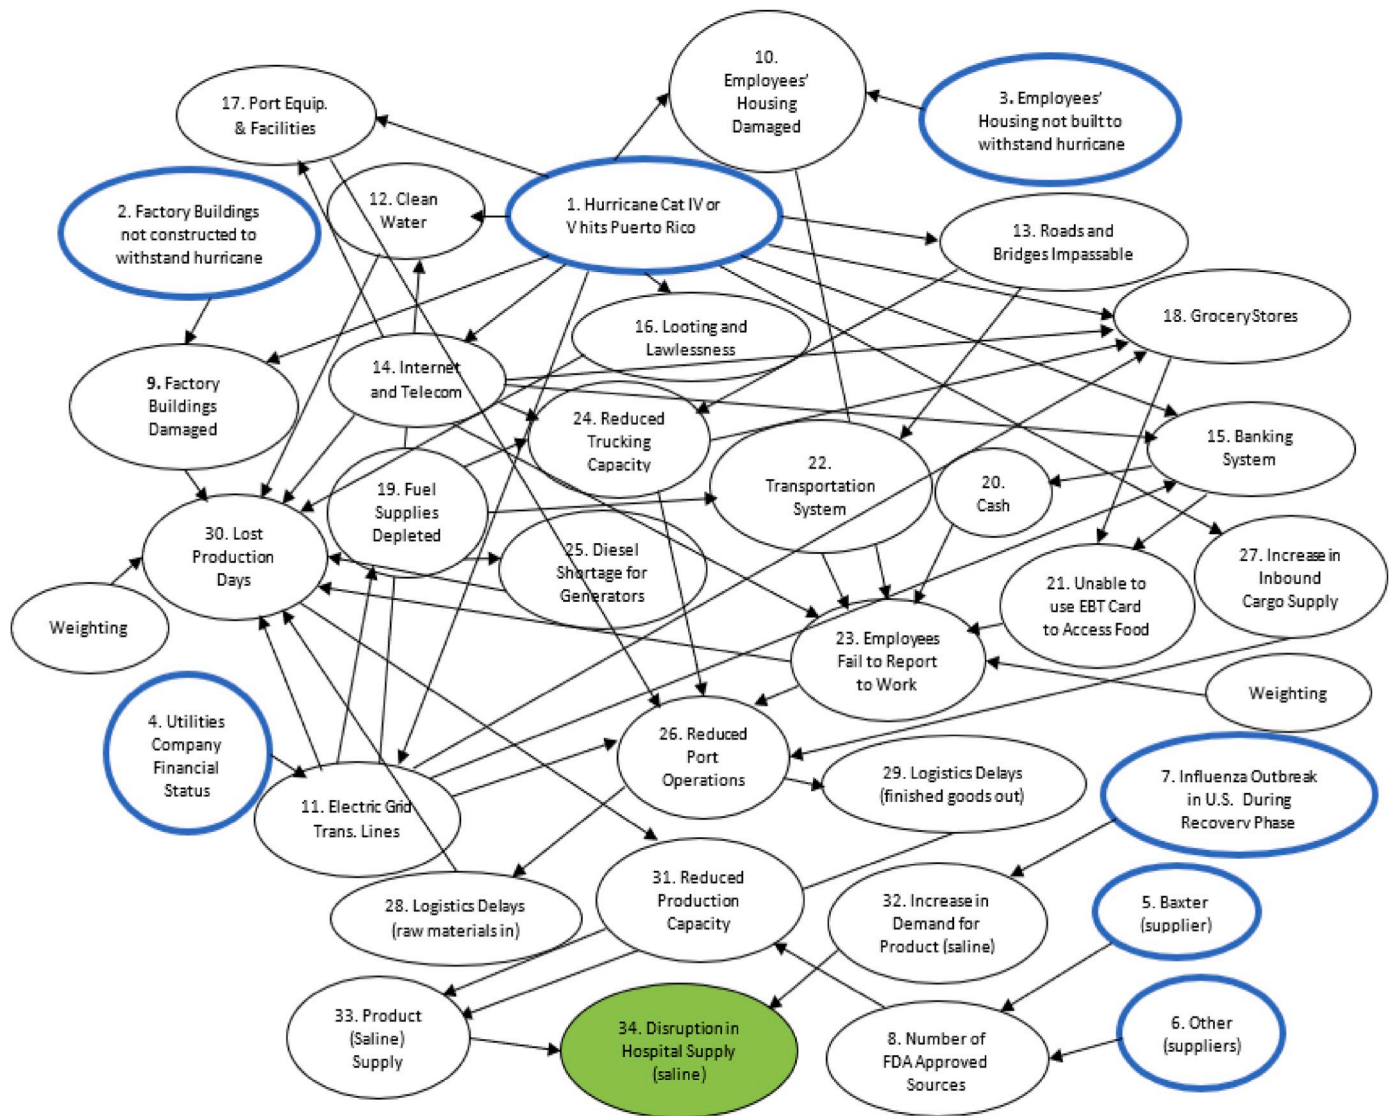 10.
Employees'
Housing
Damaged
17. Port Equip.
& Facilities
3. Employees'
Housing not built to
withstand hurricane
2. Factory Buildings
not constructed to
withstand hurricane
12. Clean
Water
1. Hurricane Cat IV or
V hits Puerto Rico
13. Roads and
Bridges Impassable
16. Looting and
Lawlessness
18. Grocery Stores
14. Internet
and Telecom
9. Factory
Buildings
Damaged
24. Reduced
Trucking
Capacity
15. Banking
System
22.
Transportation
System
20.
Cash
19. Fuel
Supplies
Depleted
30. Lost
Production
Days
25. Diesel
Shortage for
Generators
27. Increase in
Inbound
Cargo Supply
21. Unable to
use EBT Card
to Access Food
Weighting
23. Employees
Fail to Report
to Work
Weighting
4. Utilities
Company
Financial
Status
26. Reduced
Port
Operations
29. Logistics Delays
(finished goods out)
7. Influenza Outbreak
in U.S. During
Recovery Phase
11. Electric Grid
Trans. Lines
31. Reduced
Production
Capacity
28. Logistics Delays
(raw materials in)
32. Increase in
Demand for
Product (saline)
5. Baxter
(supplier)
33. Product
(Saline)
Supply
34. Disruption in
Hospital Supply
(saline)
8. Number of
FDA Approved
Sources
6. Other
(suppliers)